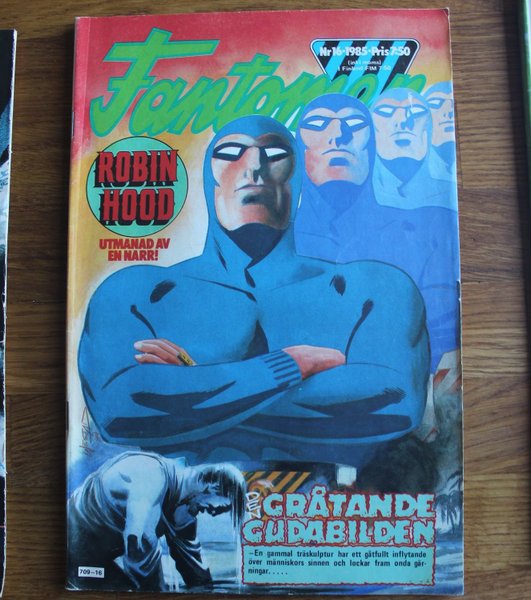 Nr 16-1985-Pris 7:50
(inkl moms)
I Finland FIM 7:50
Fantomen
ROBIN
HOOD
UTMANAD AV
EN NARR!
DEN
GRÅTANDE
GUDABILDEN
—En gammal träskulptur har ett gåtfullt inflytande
över människors sinnen och lockar fram onda gär-
ningar.....
709—16